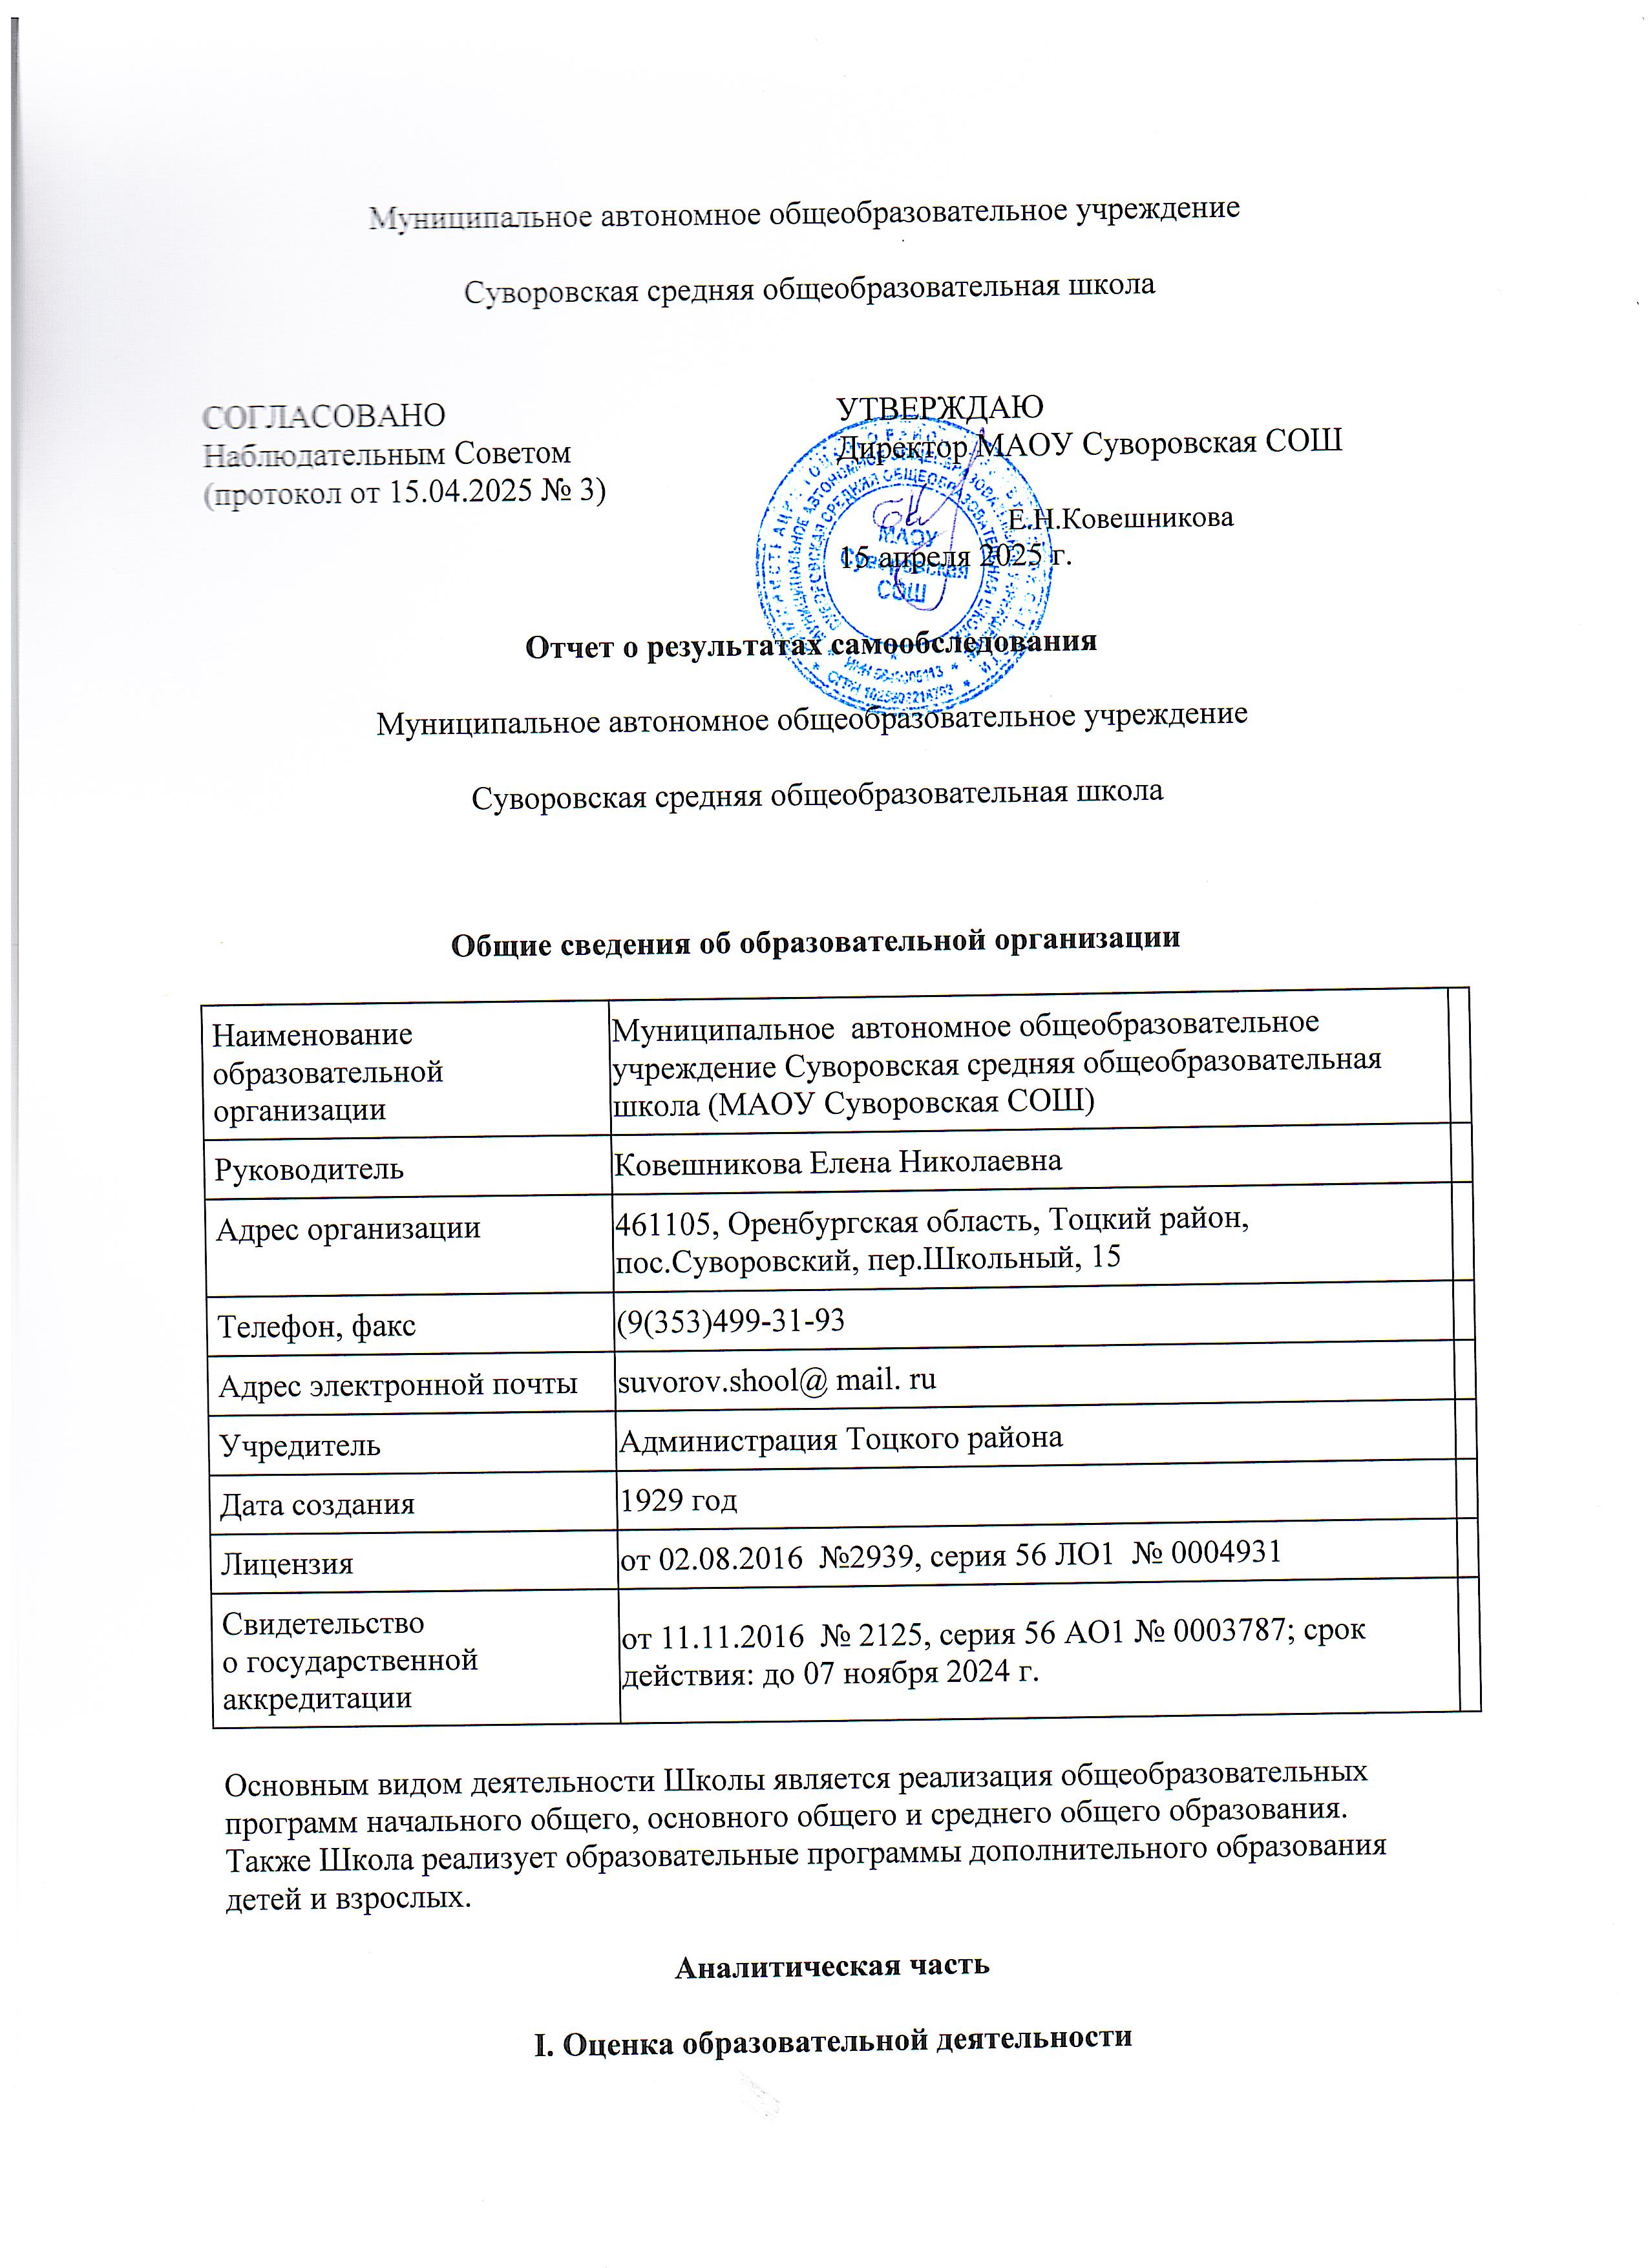 Муниципальное автономное общеобразовательное учреждение
Суворовская средняя общеобразовательная школа
СОГЛАСОВАНО
Наблюдательным Советом
(протокол от 15.04.2025 № 3)
УТВЕРЖДАЮ
Директор МАОУ Суворовская СОШ
Е.Н.Ковешникова
15 апреля 2025 г.
МАОУ
Суворовская
СОШ
Отчет о результатах самообследования
Муниципальное автономное общеобразовательное учреждение
Суворовская средняя общеобразовательная школа
Общие сведения об образовательной организации
Наименование
образовательной
организации
Муниципальное автономное общеобразовательное
учреждение Суворовская средняя общеобразовательная
школа (МАОУ Суворовская СОШ)
Руководитель
Ковешникова Елена Николаевна
Адрес организации
461105, Оренбургская область, Тоцкий район,
пос.Суворовский, пер.Школьный, 15
Телефон, факс
(9(353)499-31-93
Адрес электронной почты
suvorov.shool@ mail. ru
Учредитель
Администрация Тоцкого района
Дата создания
1929 год
Лицензия
от 02.08.2016 №2939, серия 56 ЛО1 № 0004931
Свидетельство
о государственной
аккредитации
от 11.11.2016 № 2125, серия 56 АО1 № 0003787; срок
действия: до 07 ноября 2024 г.
Основным видом деятельности Школы является реализация общеобразовательных
программ начального общего, основного общего и среднего общего образования.
Также Школа реализует образовательные программы дополнительного образования
детей и взрослых.
Аналитическая часть
I. Оценка образовательной деятельности